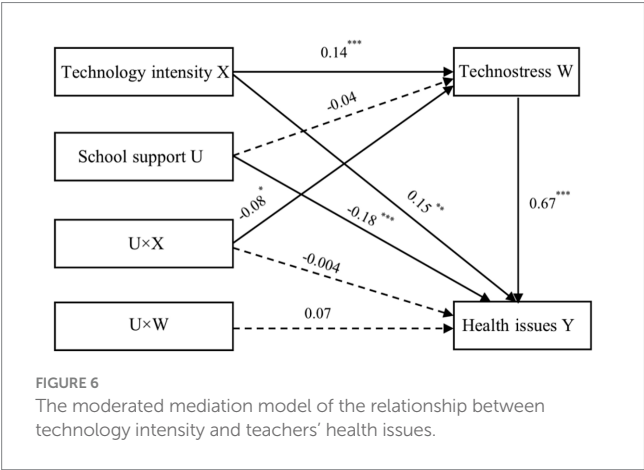 0.14***
Technology intensity X
Technostress W
-0.04
School support U
-0.08*
0.15 **
-0.18 ***
0.67***
U×X
-0.004
U×W
0.07
Health issues Y
FIGURE 6
The moderated mediation model of the relationship between
technology intensity and teachers’ health issues.